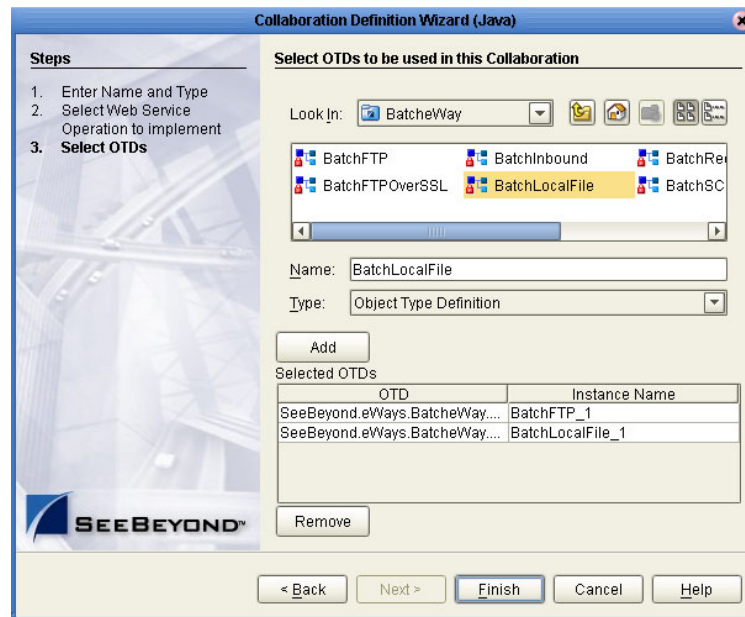 Collaboration Definition Wizard (Java)
Steps
1. Enter Name and Type
2. Select Web Service
Operation to implement
3. Select OTDs
SEEBEYOND™
Select OTDs to be used in this Collaboration
Look In: BatcheWay
BatchFTP BatchInbound BatchRe
BatchFTPOverSSL BatchLocalFile BatchSC
Name: BatchLocalFile
Type: Object Type Definition
Add
Selected OTDs
OTD Instance Name
SeeBeyond.eWays.BatcheWay.... BatchFTP_1
SeeBeyond.eWays.BatcheWay.... BatchLocalFile_1
Remove
< Back Next > Finish Cancel Help